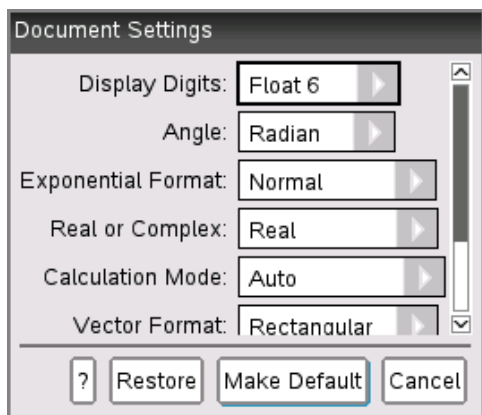 Document Settings
Display Digits: Float 6
Angle: Radian
Exponential Format: Normal
Real or Complex: Real
Calculation Mode: Auto
Vector Format: Rectangular
? Restore Make Default Cancel